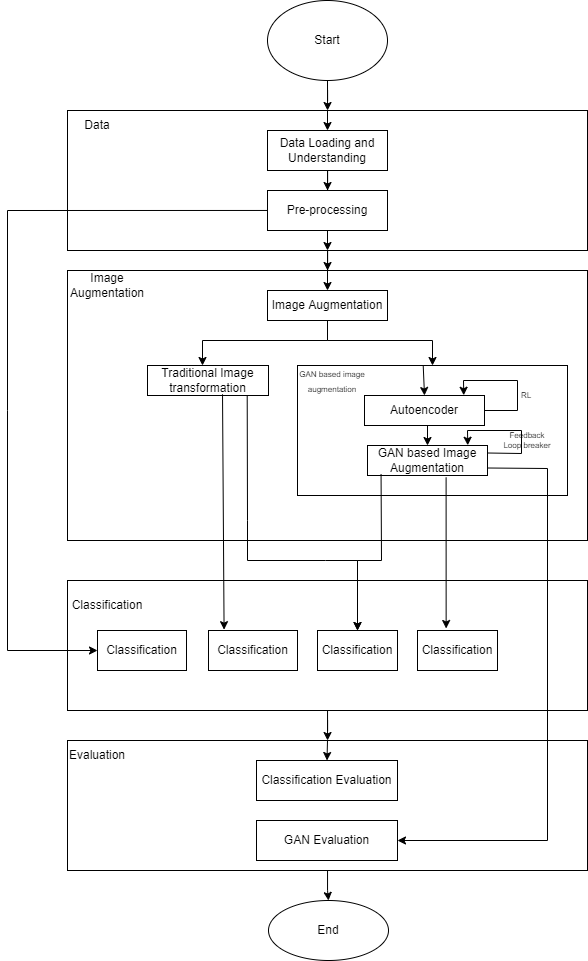 Start
Data
Data Loading and
Understanding
Pre-processing
Image
Augmentation
Image Augmentation
Traditional Image
transformation
GAN based image
augmentation
Autoencoder
RL
Feedback
Loop breaker
GAN based Image
Augmentation
Classification
Classification
Classification
Classification
Classification
Evaluation
Classification Evaluation
GAN Evaluation
End